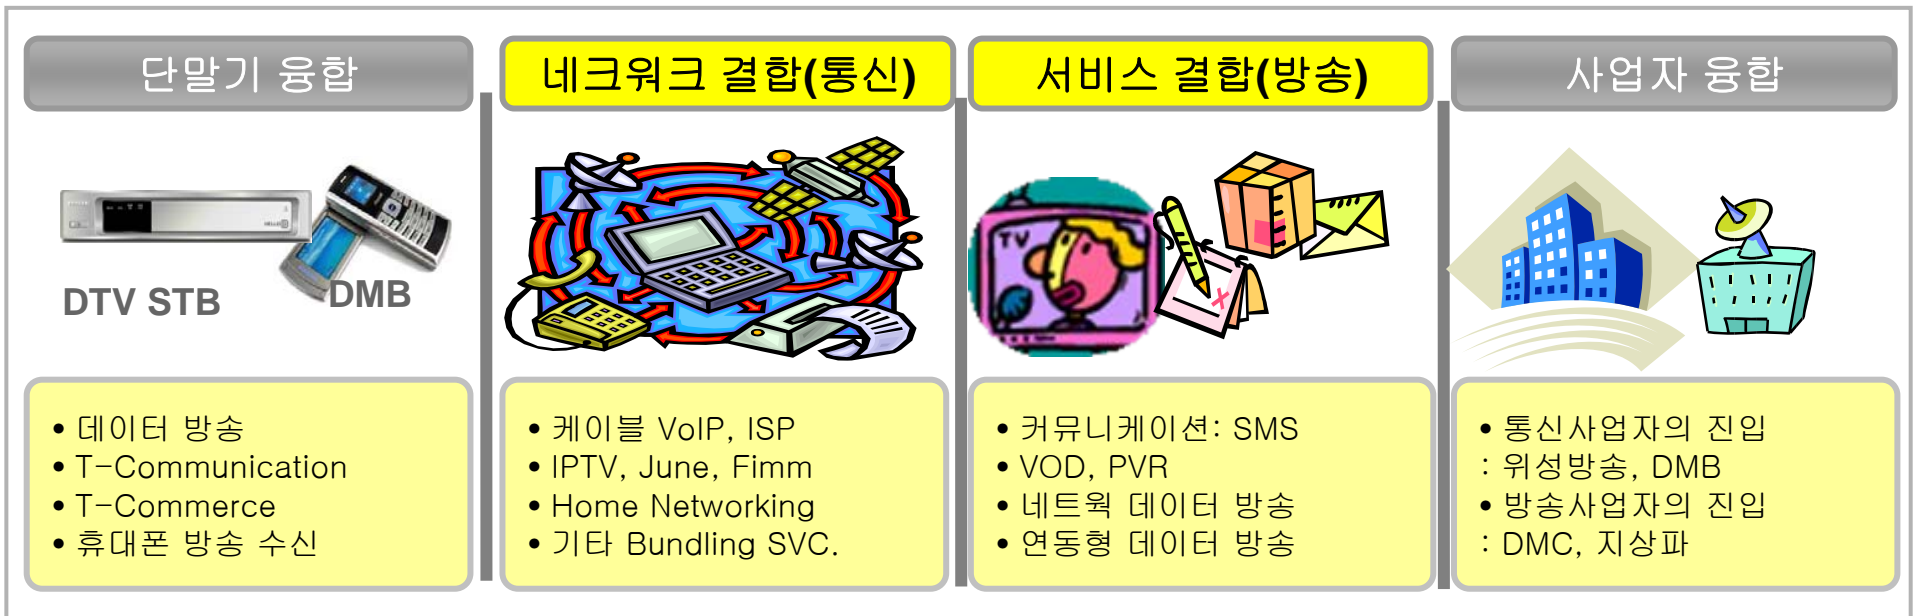 단말기 융합
네크워크 결합(통신)
서비스 결합(방송)
사업자 융합
DTV STB
DMB
TV
• 데이터 방송
• T-Communication
• T-Commerce
• 휴대폰 방송 수신
• 케이블 VoIP, ISP
• IPTV, June, Fimm
• Home Networking
• 기타 Bundling SVC.
• 커뮤니케이션: SMS
• VOD, PVR
• 네트웍 데이터 방송
• 연동형 데이터 방송
• 통신사업자의 진입
: 위성방송, DMB
• 방송사업자의 진입
: DMC, 지상파